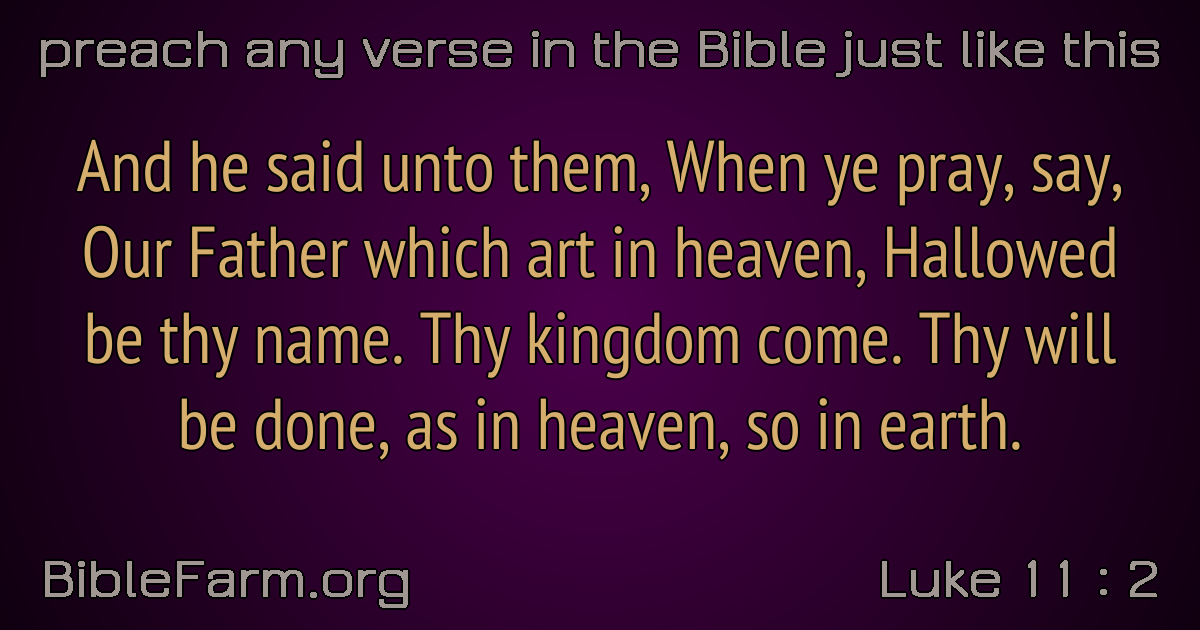 preach any verse in the Bible just like this
And he said unto them, When ye pray, say,
Our Father which art in heaven, Hallowed
be thy name. Thy kingdom come. Thy will
be done, as in heaven, so in earth.
BibleFarm.org
Luke 11 : 2